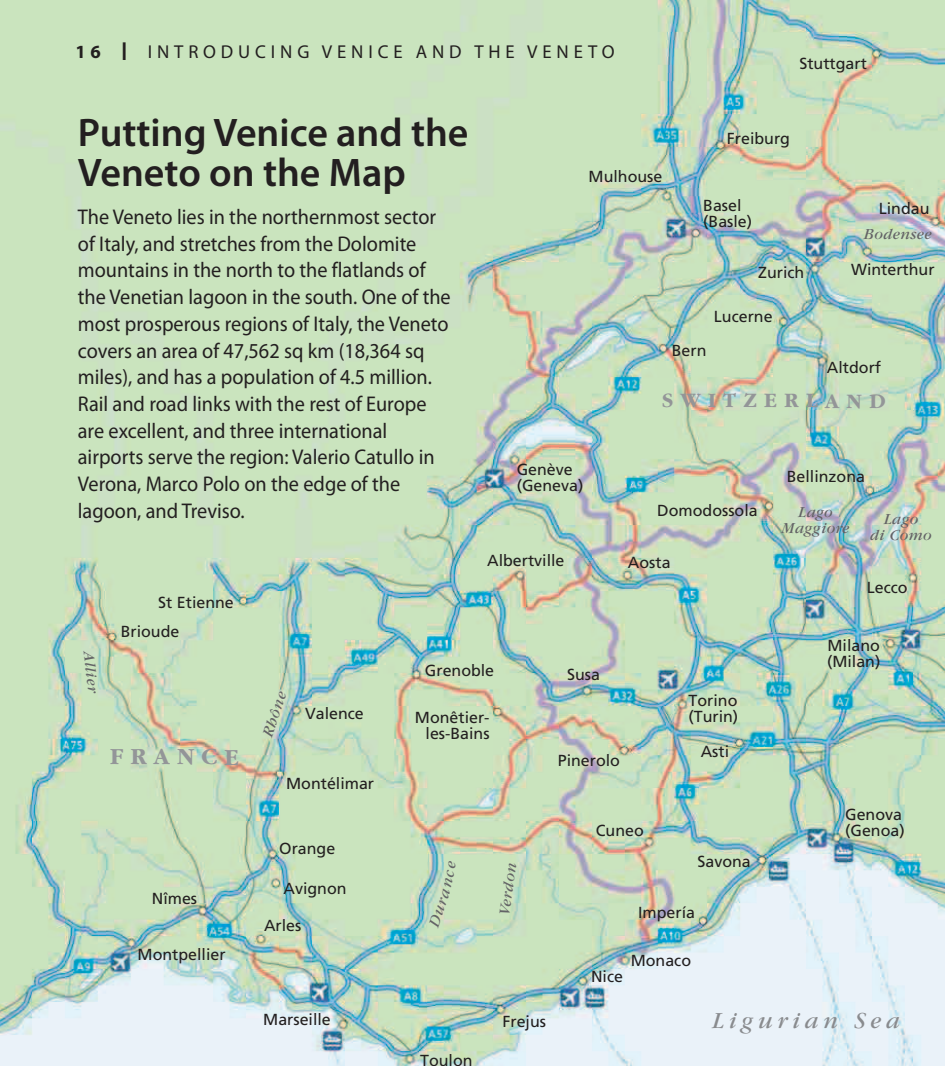 16 | INTRODUCING VENICE AND THE VENETO
Putting Venice and the
Veneto on the Map
The Veneto lies in the northernmost sector
of Italy, and stretches from the Dolomite
mountains in the north to the flatlands of
the Venetian lagoon in the south. One of the
most prosperous regions of Italy, the Veneto
covers an area of 47,562 sq km (18,364 sq
miles), and has a population of 4.5 million.
Rail and road links with the rest of Europe
are excellent, and three international
airports serve the region: Valerio Catullo in
Verona, Marco Polo on the edge of the
lagoon, and Treviso.
Stuttgart
A5
A35
Freiburg
Mulhouse
Basel
(Basle)
Lindau
Bodensee
Zurich
Winterthur
Lucerne
Bern
Altdorf
A12
SWITZERLAND
A13
A2
Genève
(Geneva)
A9
Bellinzona
Domodossola
Lago
Maggiore
Lago
di Como
Albertville
Aosta
A26
Lecco
St Etienne
A43
A5
Brioude
A7
A41
Milano
(Milan)
Allier
A49
Grenoble
Susa
A4
A1
A32
A26
A7
Rhône
Valence
Monêtier-
les-Bains
Torino
(Turin)
A75
FRANCE
Asti
A21
Pinerolo
Montélimar
A6
A7
Genova
(Genoa)
Cuneo
Orange
Savona
A12
Avignon
Durance
Verdon
Nîmes
Arles
Impería
A54
A51
A10
Montpellier
A9
Monaco
Nice
A8
Marseille
Frejus
Ligurian Sea
A57
Toulon